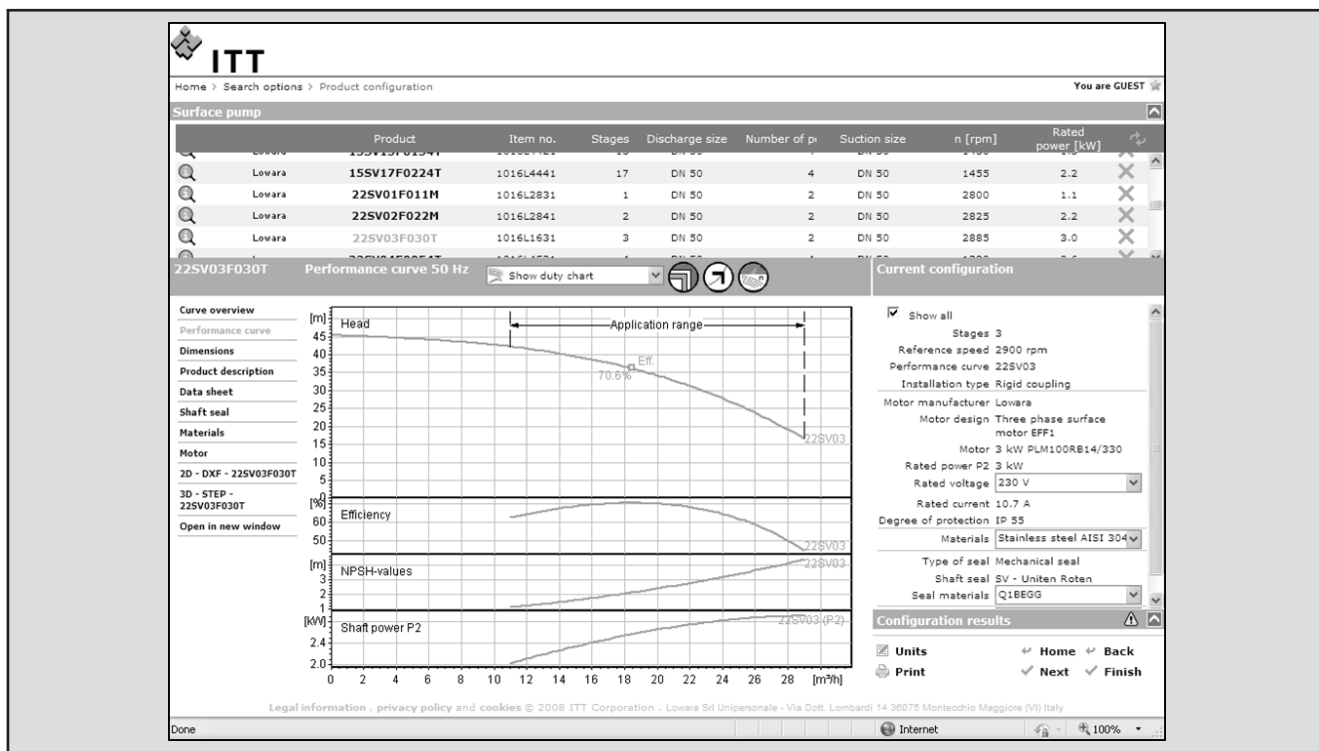 ITT
Home > Search options > Product configuration
You are GUEST
Surface pump
Product Item no. Stages Discharge size Number of p Suction size n [rpm] Rated power [kW]
Lowara 15SV17F0224T 1016L4441 17 DN 50 4 DN 50 1455 2.2
Lowara 22SV01F011M 1016L2831 1 DN 50 2 DN 50 2800 1.1
Lowara 22SV02F022M 1016L2841 2 DN 50 2 DN 50 2825 2.2
Lowara 22SV03F030T 1016L1631 3 DN 50 2 DN 50 2885 3.0
22SV03F030T Performance curve 50 Hz Show duty chart
Current configuration
Curve overview
Performance curve
Dimensions
Product description
Data sheet
Shaft seal
Materials
Motor
2D - DXF - 22SV03F030T
3D - STEP -
22SV03F030T
Open in new window
[m]
Head
Application range
45
40
35
30
25
20
15
10
5
0
Eff.
70.6%
22SV03
[%]
Efficiency
60
50
22SV03
[m]
NPSH-values
3
2
1
22SV03
[kW]
Shaft power P2
2.4
2.0
22SV03 (P2)
0 2 4 6 8 10 12 14 16 18 20 22 24 26 28 [m³/h]
Show all
Stages 3
Reference speed 2900 rpm
Performance curve 22SV03
Installation type Rigid coupling
Motor manufacturer Lowara
Motor design Three phase surface
motor EFF1
Motor 3 kW PLM100RB14/330
Rated power P2 3 kW
Rated voltage 230 V
Rated current 10.7 A
Degree of protection IP 55
Materials Stainless steel AISI 304
Type of seal Mechanical seal
Shaft seal SV - Uniten Roten
Seal materials Q1BEGG
Configuration results
Units Home Back
Print Next Finish
Legal information , privacy policy and cookies © 2008 ITT Corporation , Lowara Srl Unipersonale - Via Dott. Lombardi 14 36075 Montecchio Maggiore (VI) Italy
Done Internet 100%